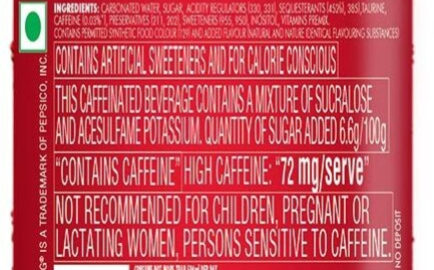 INGREDIENTS: CARBONATED WATER, SUGAR, ACIDITY REGULATORS (330, 331), SEQUESTERANTS [452(i), 385], TAURINE,
CAFFEINE (0.03%*), PRESERVATIVES (211, 202), SWEETENERS (955, 950), INOSITOL, VITAMINS PREMIX.
CONTAINS PERMITTED SYNTHETIC FOOD COLOUR (129) AND ADDED FLAVOUR (NATURAL AND NATURE IDENTICAL FLAVOURING SUBSTANCES)
CONTAINS ARTIFICIAL SWEETENERS AND FOR CALORIE CONSCIOUS
THIS CAFFEINATED BEVERAGE CONTAINS A MIXTURE OF SUCRALOSE
AND ACESULFAME POTASSIUM. QUANTITY OF SUGAR ADDED 6.6g/100g
"CONTAINS CAFFEINE" HIGH CAFFEINE: "72 mg/serve"
NOT RECOMMENDED FOR CHILDREN, PREGNANT OR
LACTATING WOMEN, PERSONS SENSITIVE TO CAFFEINE.
G® IS A TRADEMARK OF PEPSICO, INC.
NO DEPOSIT